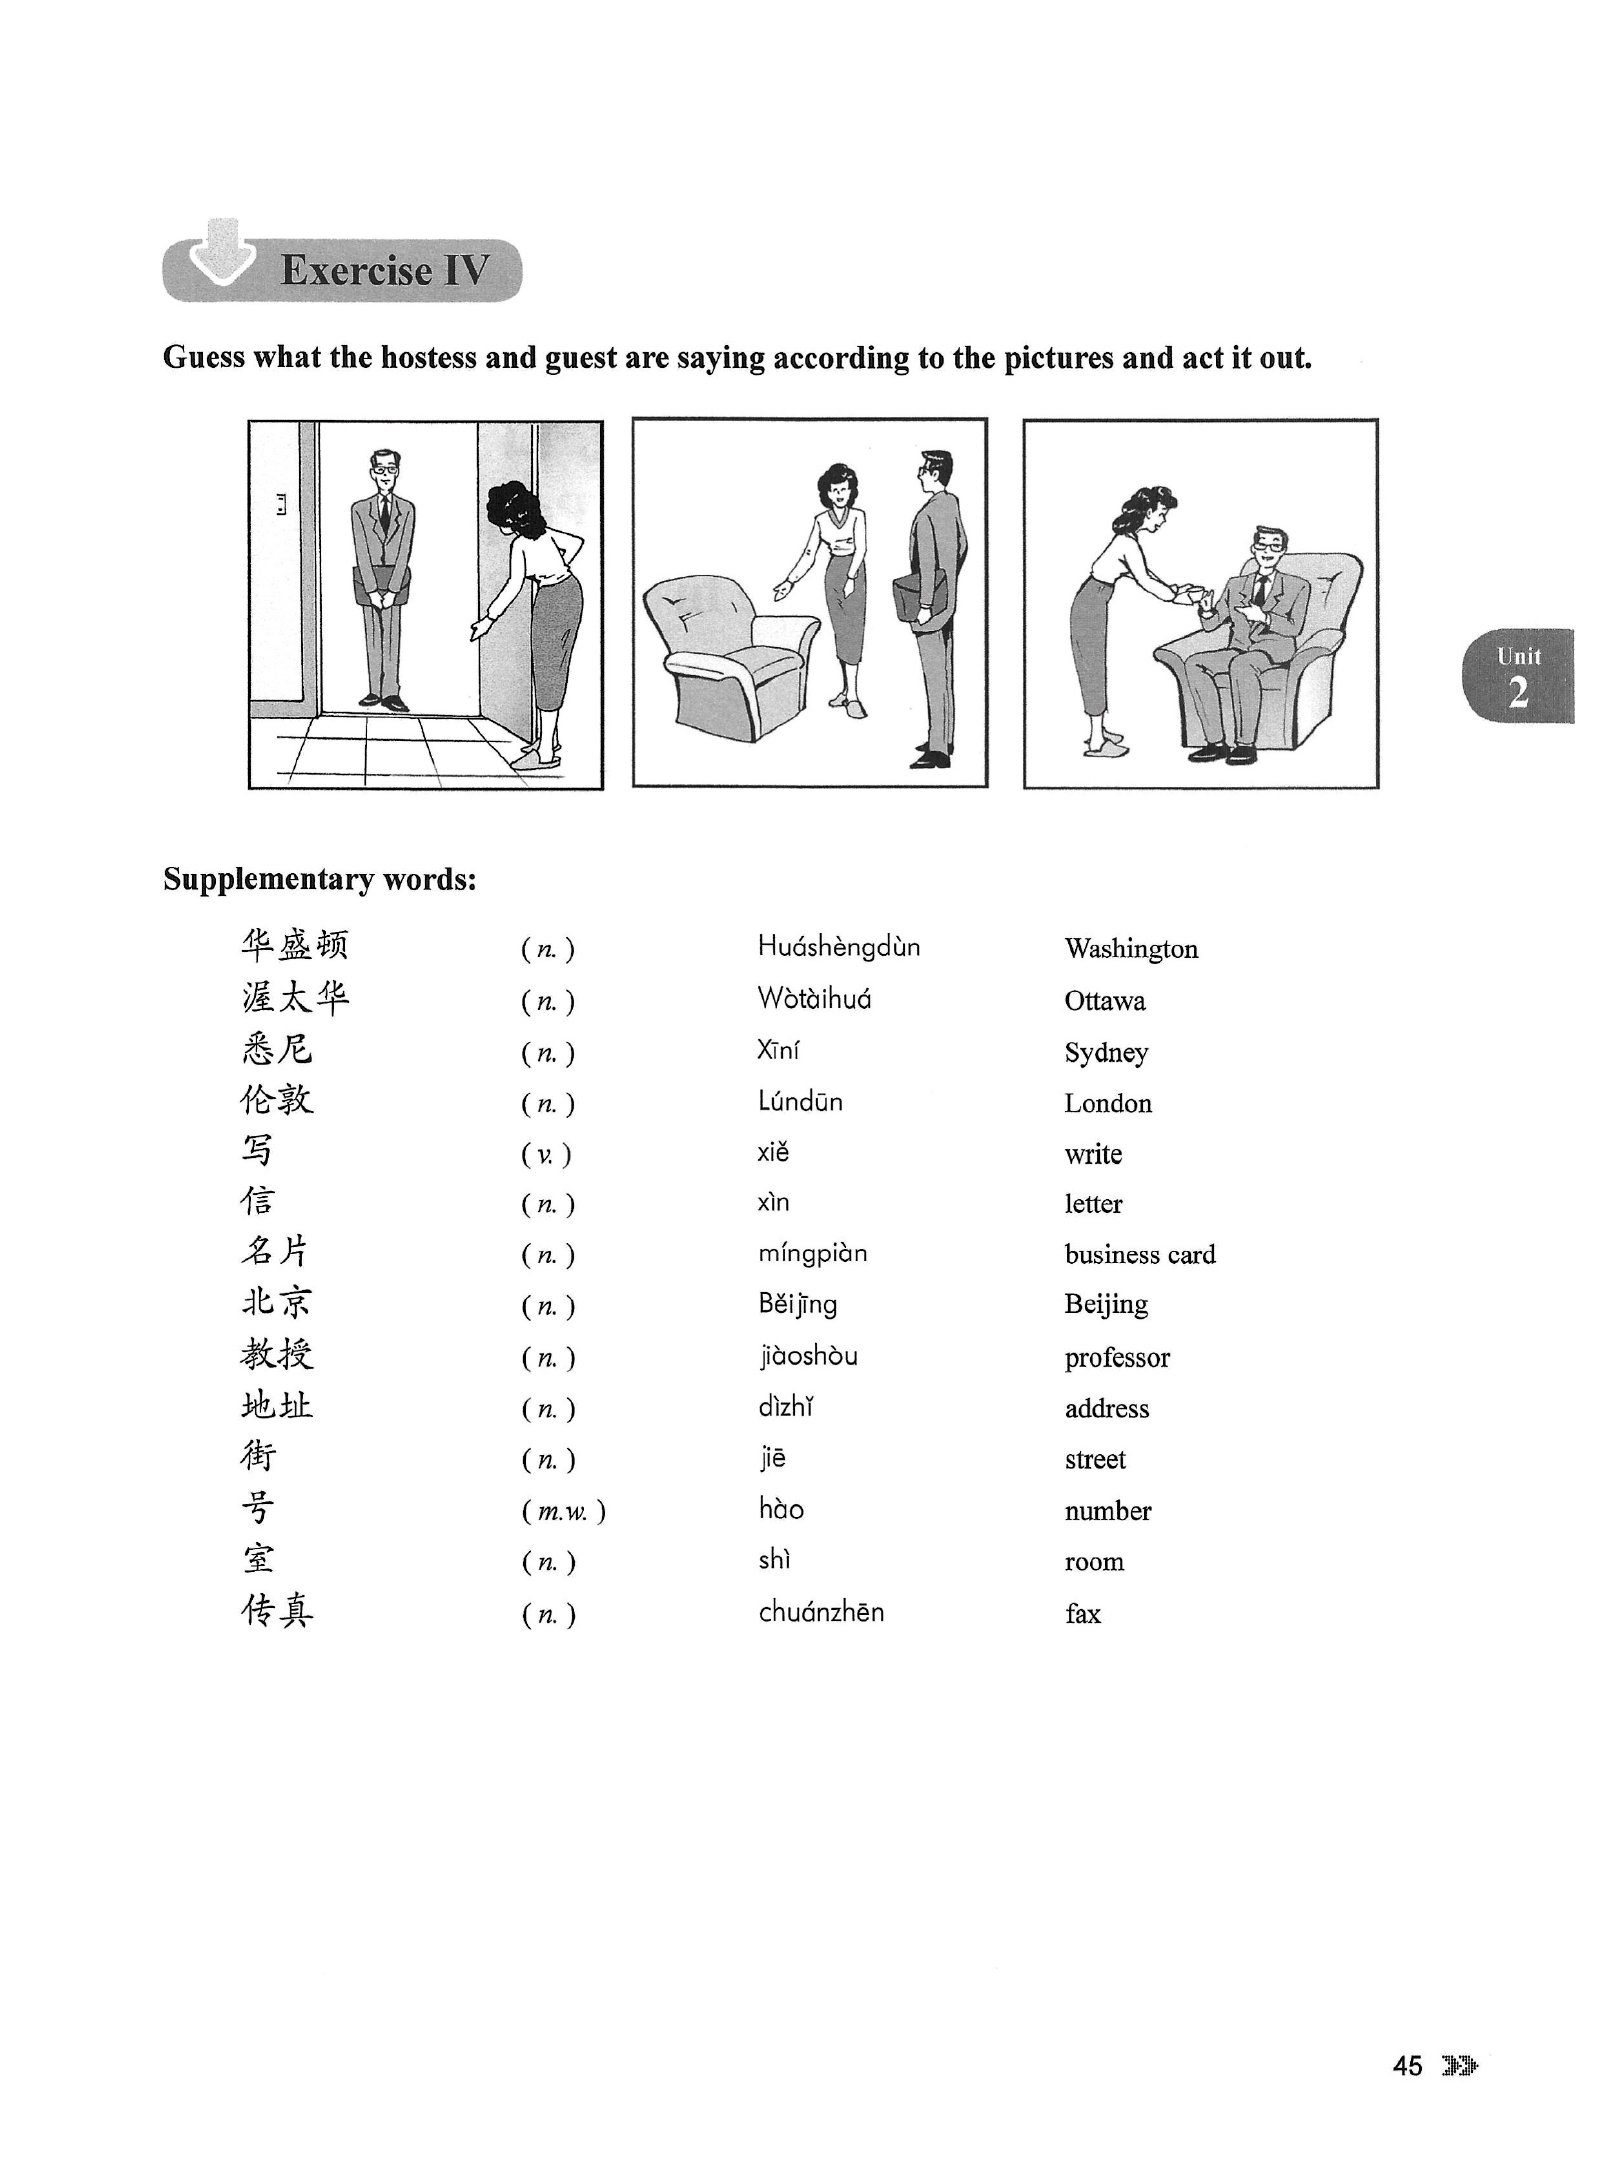 Exercise IV
Guess what the hostess and guest are saying according to the pictures and act it out.
Unit
2
Supplementary words:
华盛顿 (n.) Huáshèngdùn Washington
渥太华 (n.) Wòtàihuá Ottawa
悉尼 (n.) Xīní Sydney
伦敦 (n.) Lúndūn London
写 (v.) xiě write
信 (n.) xìn letter
名片 (n.) míngpiàn business card
北京 (n.) Běijīng Beijing
教授 (n.) jiàoshòu professor
地址 (n.) dìzhǐ address
街 (n.) jiē street
号 (m.w.) hào number
室 (n.) shì room
传真 (n.) chuánzhēn fax
45